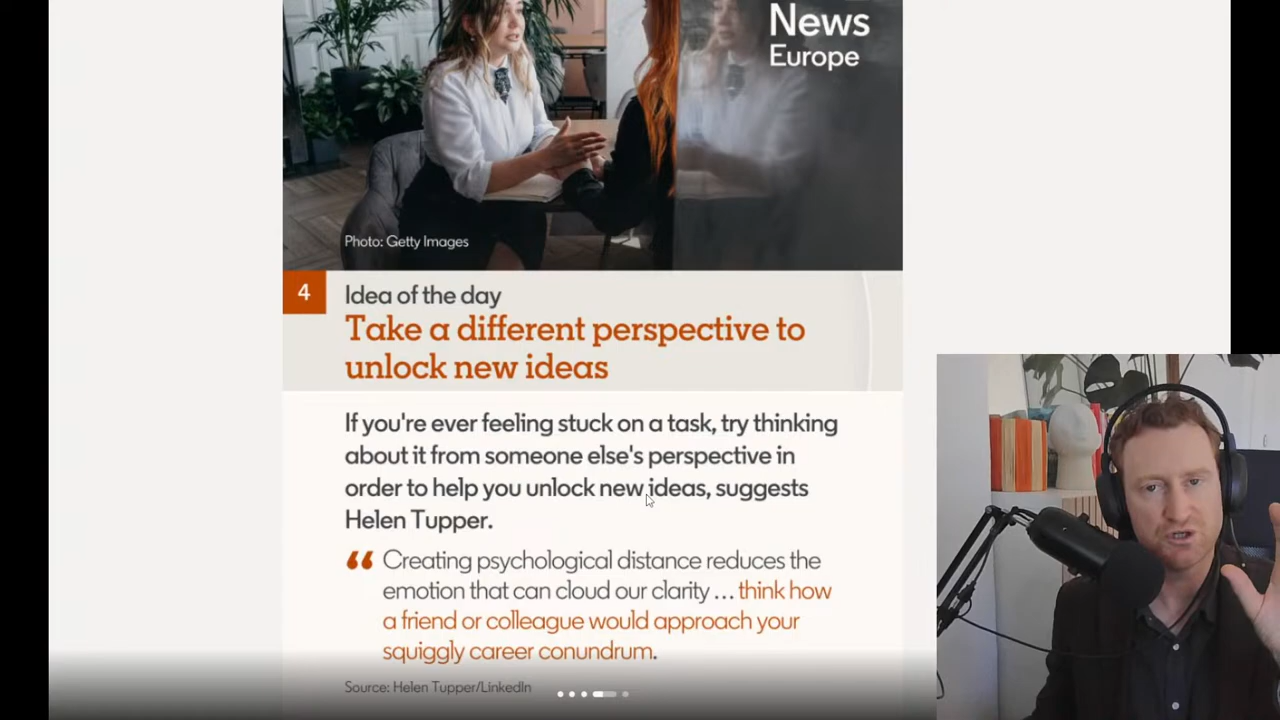 News
Europe
Photo: Getty Images
4
Idea of the day
Take a different perspective to
unlock new ideas
If you're ever feeling stuck on a task, try thinking
about it from someone else's perspective in
order to help you unlock new ideas, suggests
Helen Tupper.
“ Creating psychological distance reduces the
emotion that can cloud our clarity ... think how
a friend or colleague would approach your
squiggly career conundrum.
Source: Helen Tupper/LinkedIn